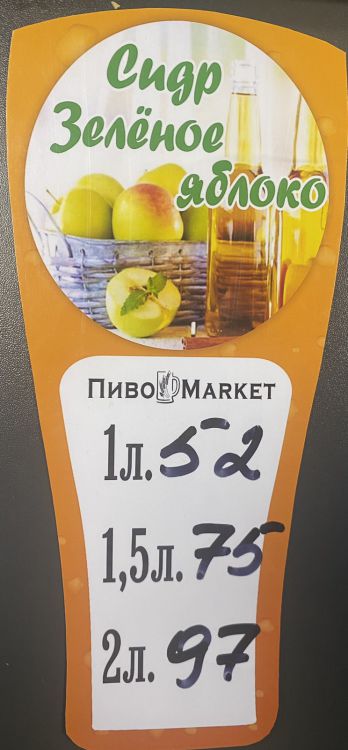 Сидр
Зелёное
яблоко
ПИВО MARKET
1л. 52
1,5л. 75
2л. 97